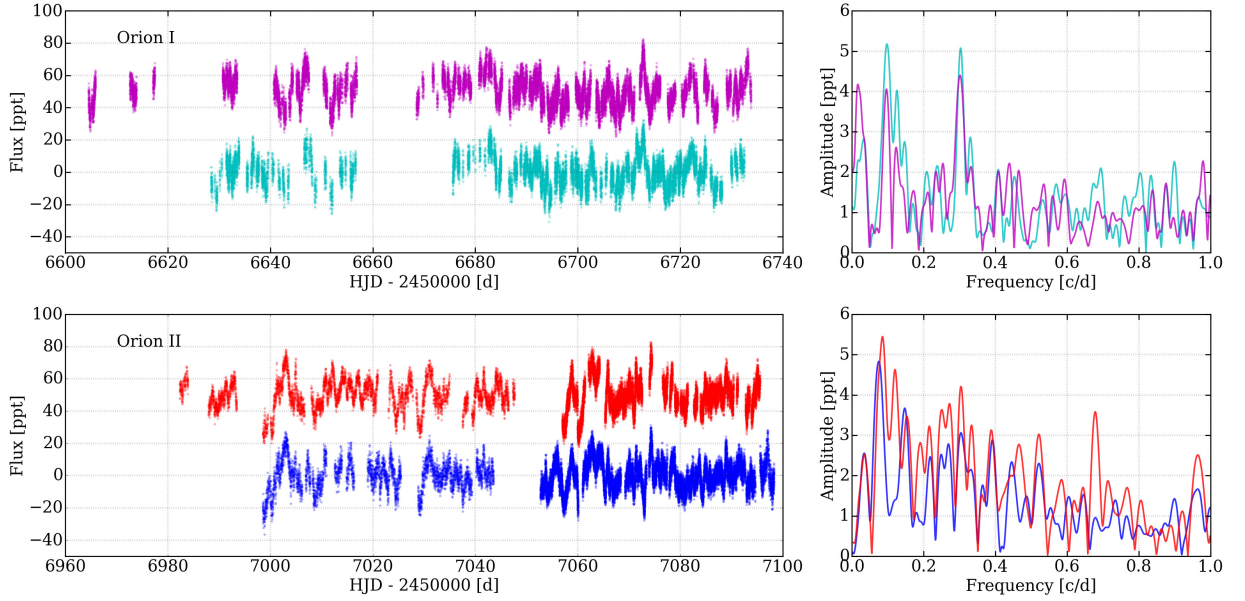 100
80
60
40
20
0
−20
−40
Flux [ppt]
Orion I
6600 6620 6640 6660 6680 6700 6720 6740
HJD - 2450000 [d]
6
5
4
3
2
1
0
Amplitude [ppt]
0.0 0.2 0.4 0.6 0.8 1.0
Frequency [c/d]
100
80
60
40
20
0
−20
−40
Flux [ppt]
Orion II
6960 6980 7000 7020 7040 7060 7080 7100
HJD - 2450000 [d]
6
5
4
3
2
1
0
Amplitude [ppt]
0.0 0.2 0.4 0.6 0.8 1.0
Frequency [c/d]